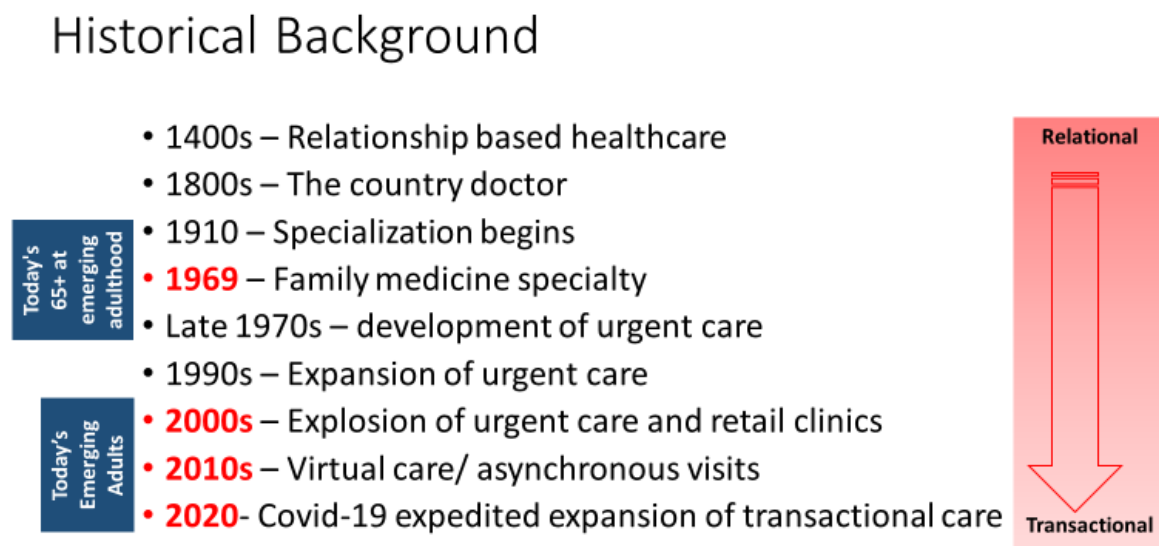 Historical Background
• 1400s – Relationship based healthcare
• 1800s – The country doctor
• 1910 – Specialization begins
• 1969 – Family medicine specialty
• Late 1970s – development of urgent care
• 1990s – Expansion of urgent care
• 2000s – Explosion of urgent care and retail clinics
• 2010s – Virtual care/ asynchronous visits
• 2020- Covid-19 expedited expansion of transactional care
Today's
65+ at
emerging
adulthood
Today's
Emerging
Adults
Relational
Transactional